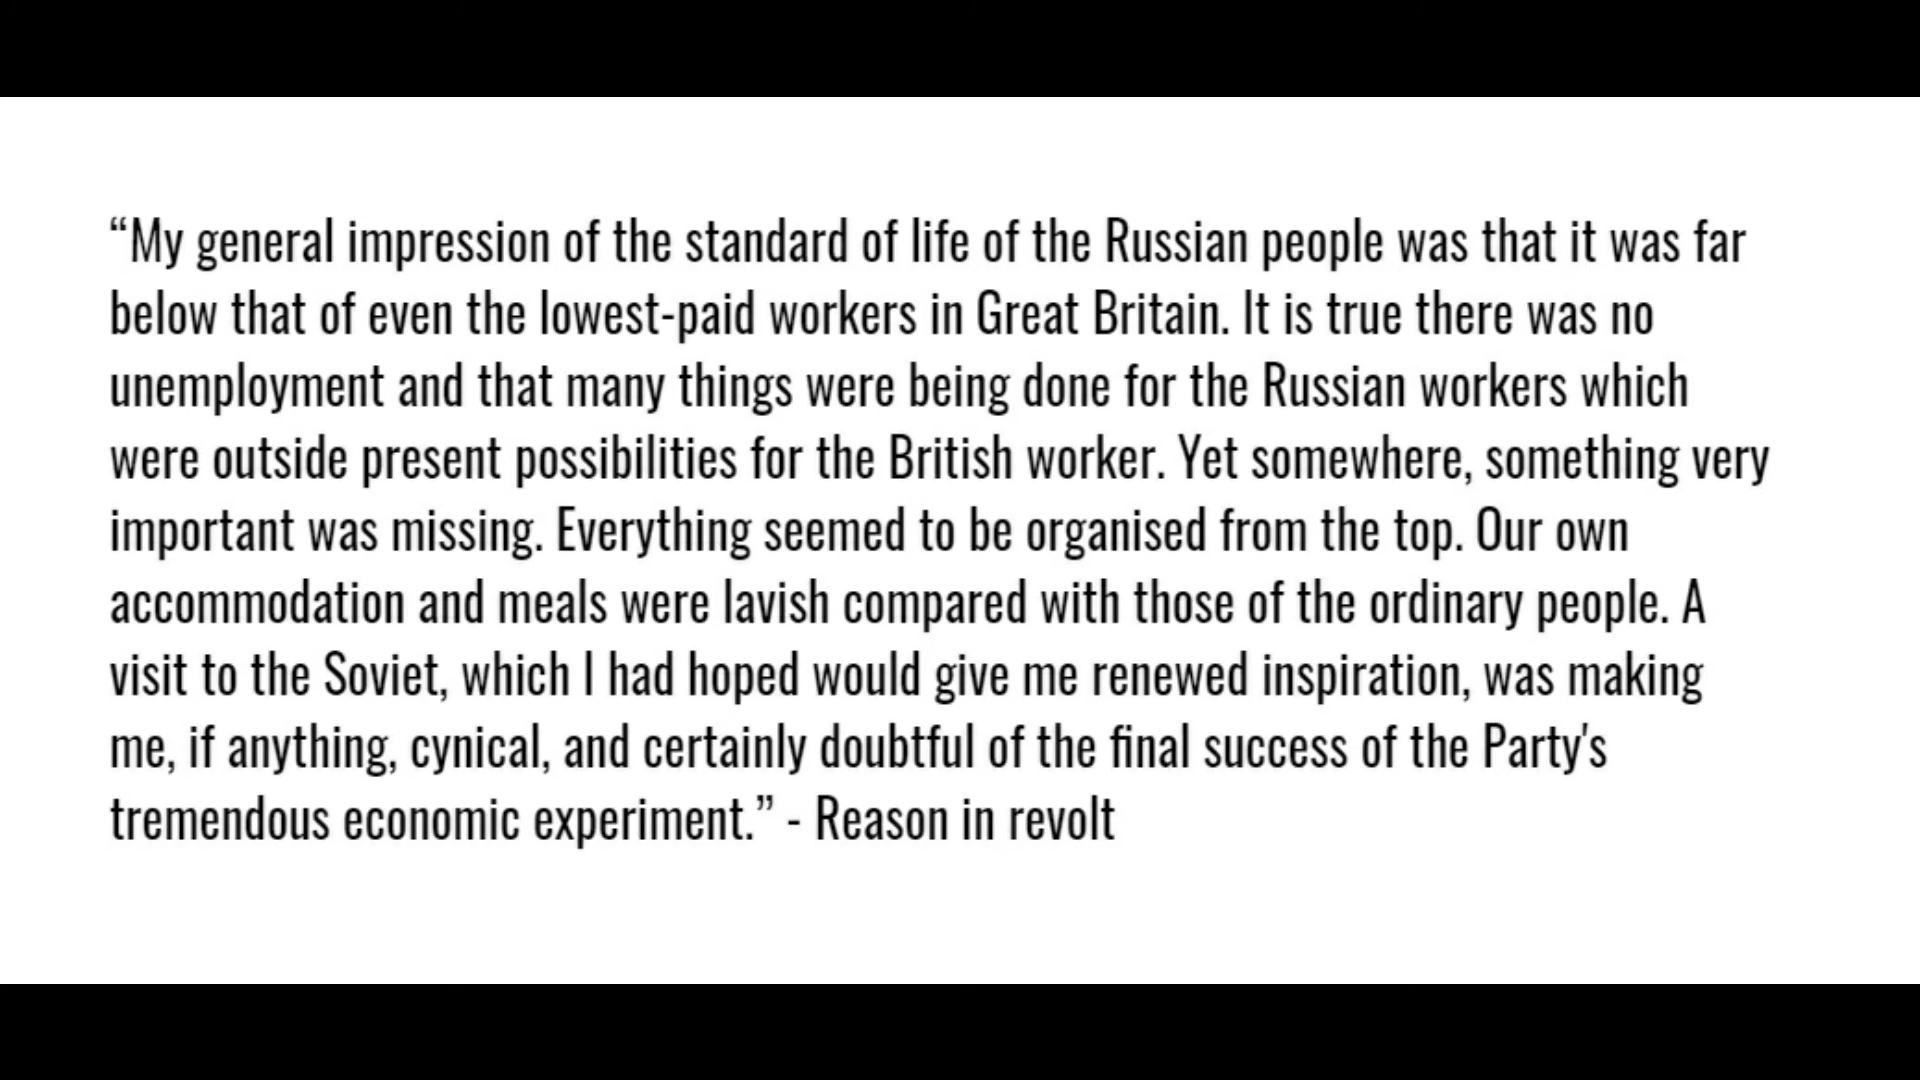 “My general impression of the standard of life of the Russian people was that it was far
below that of even the lowest-paid workers in Great Britain. It is true there was no
unemployment and that many things were being done for the Russian workers which
were outside present possibilities for the British worker. Yet somewhere, something very
important was missing. Everything seemed to be organised from the top. Our own
accommodation and meals were lavish compared with those of the ordinary people. A
visit to the Soviet, which I had hoped would give me renewed inspiration, was making
me, if anything, cynical, and certainly doubtful of the final success of the Party's
tremendous economic experiment.” - Reason in revolt